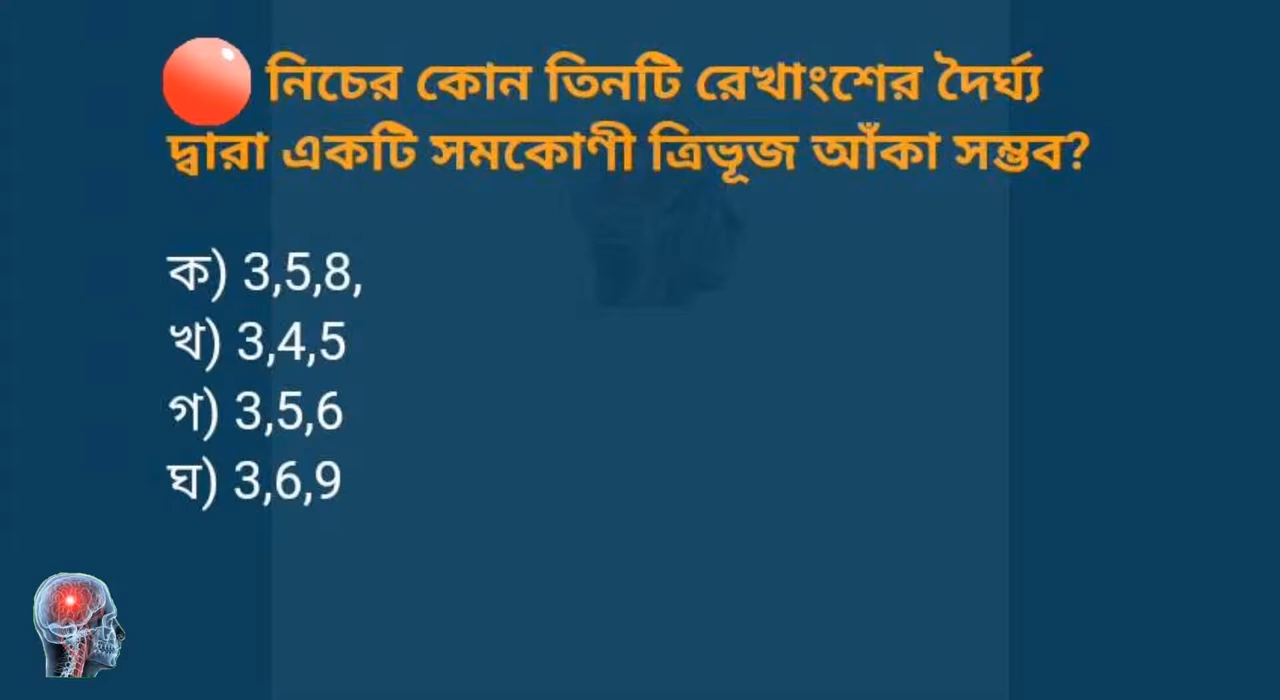 নিচের কোন তিনটি রেখাংশের দৈর্ঘ্য
দ্বারা একটি সমকোণী ত্রিভূজ আঁকা সম্ভব?
ক) 3,5,8,
খ) 3,4,5
গ) 3,5,6
ঘ) 3,6,9